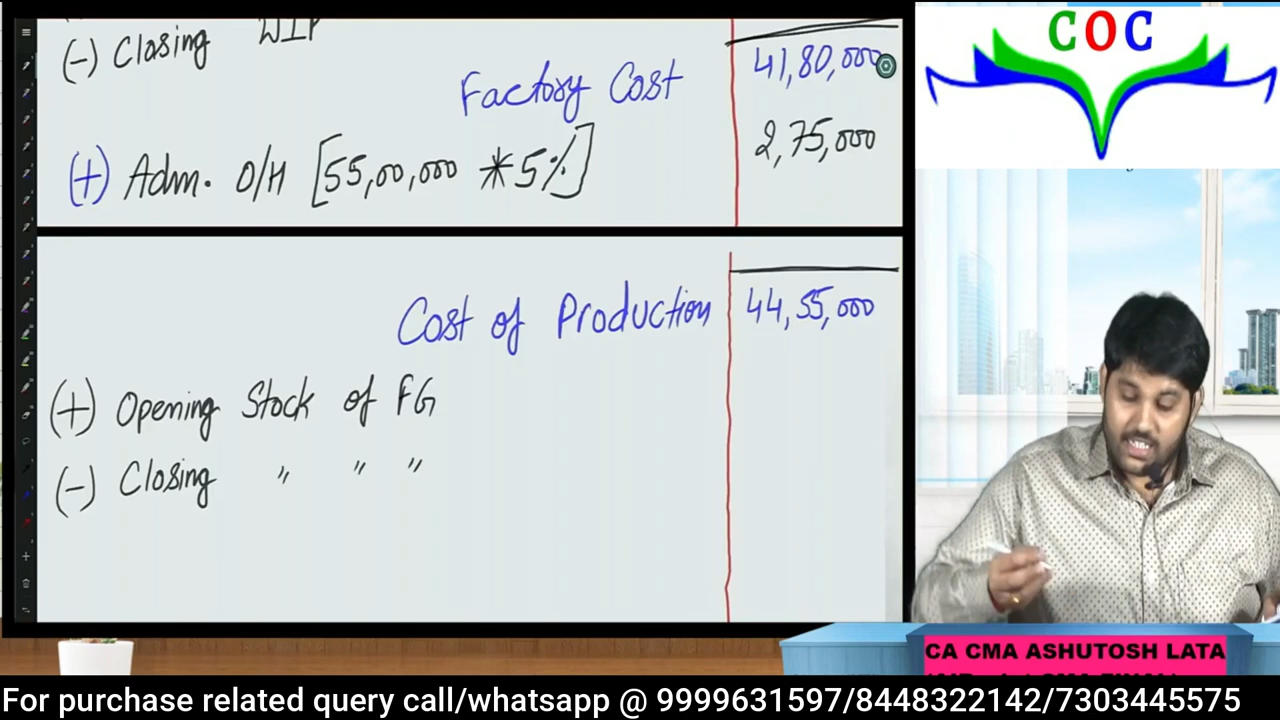 (-) Closing WIP
Factory Cost 41,80,000
(+) Adm. O/H [55,00,000 *5%] 2,75,000
Cost of Production 44,55,000
(+) Opening Stock of FG
(-) Closing " " "
COC
CA CMA ASHUTOSH LATA
For purchase related query call/whatsapp @ 9999631597/8448322142/7303445575